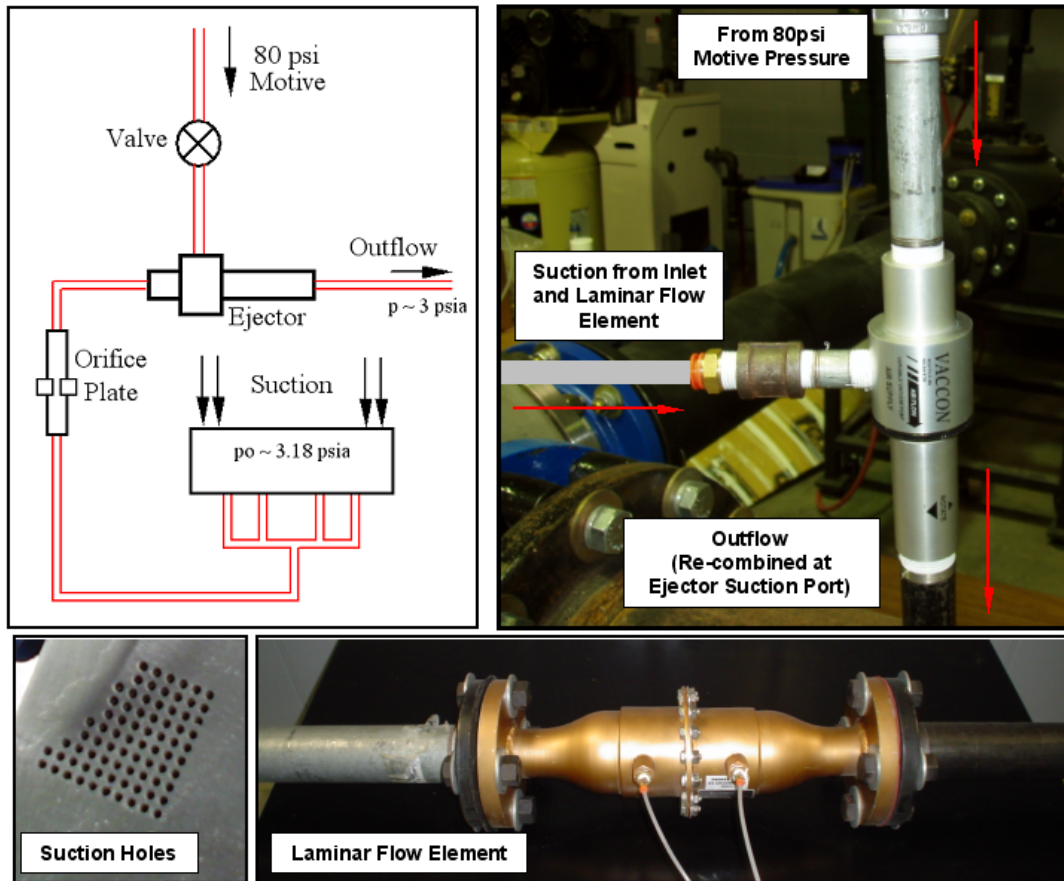 80 psi
Motive
Valve
Outflow
p ~ 3 psia
Ejector
Orifice
Plate
Suction
po ~ 3.18 psia
From 80psi
Motive Pressure
Suction from Inlet
and Laminar Flow
Element
VACCON
AIR SUPPLY
Outflow
(Re-combined at
Ejector Suction Port)
Suction Holes
Laminar Flow Element